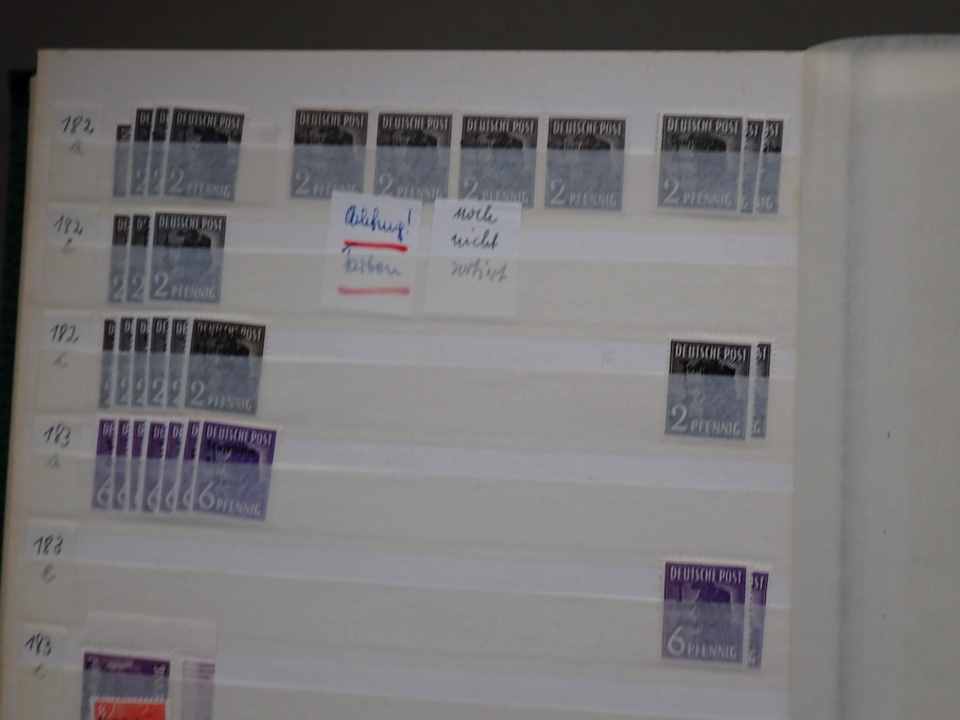 182
a
DEUTSCHE POST
2 PFENNIG
DEUTSCHE POST
2 PFENNIG
DEUTSCHE POST
2 PFENNIG
DEUTSCHE POST
2 PFENNIG
DEUTSCHE POST
2 PFENNIG
DEUTSCHE POST
2 PFENNIG
182
DEUTSCHE POST
2 PFENNIG
Achtung!
Farben
noch
nicht
sortiert
182
c
DEUTSCHE POST
2 PFENNIG
DEUTSCHE POST
2 PFENNIG
183
a
DEUTSCHE POST
6 PFENNIG
183
DEUTSCHE POST
6 PFENNIG
183